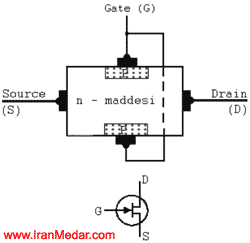 Gate (G)
P
Source
(S)
n - maddesi
Drain
(D)
P
D
G
S
www.IranMedar.com